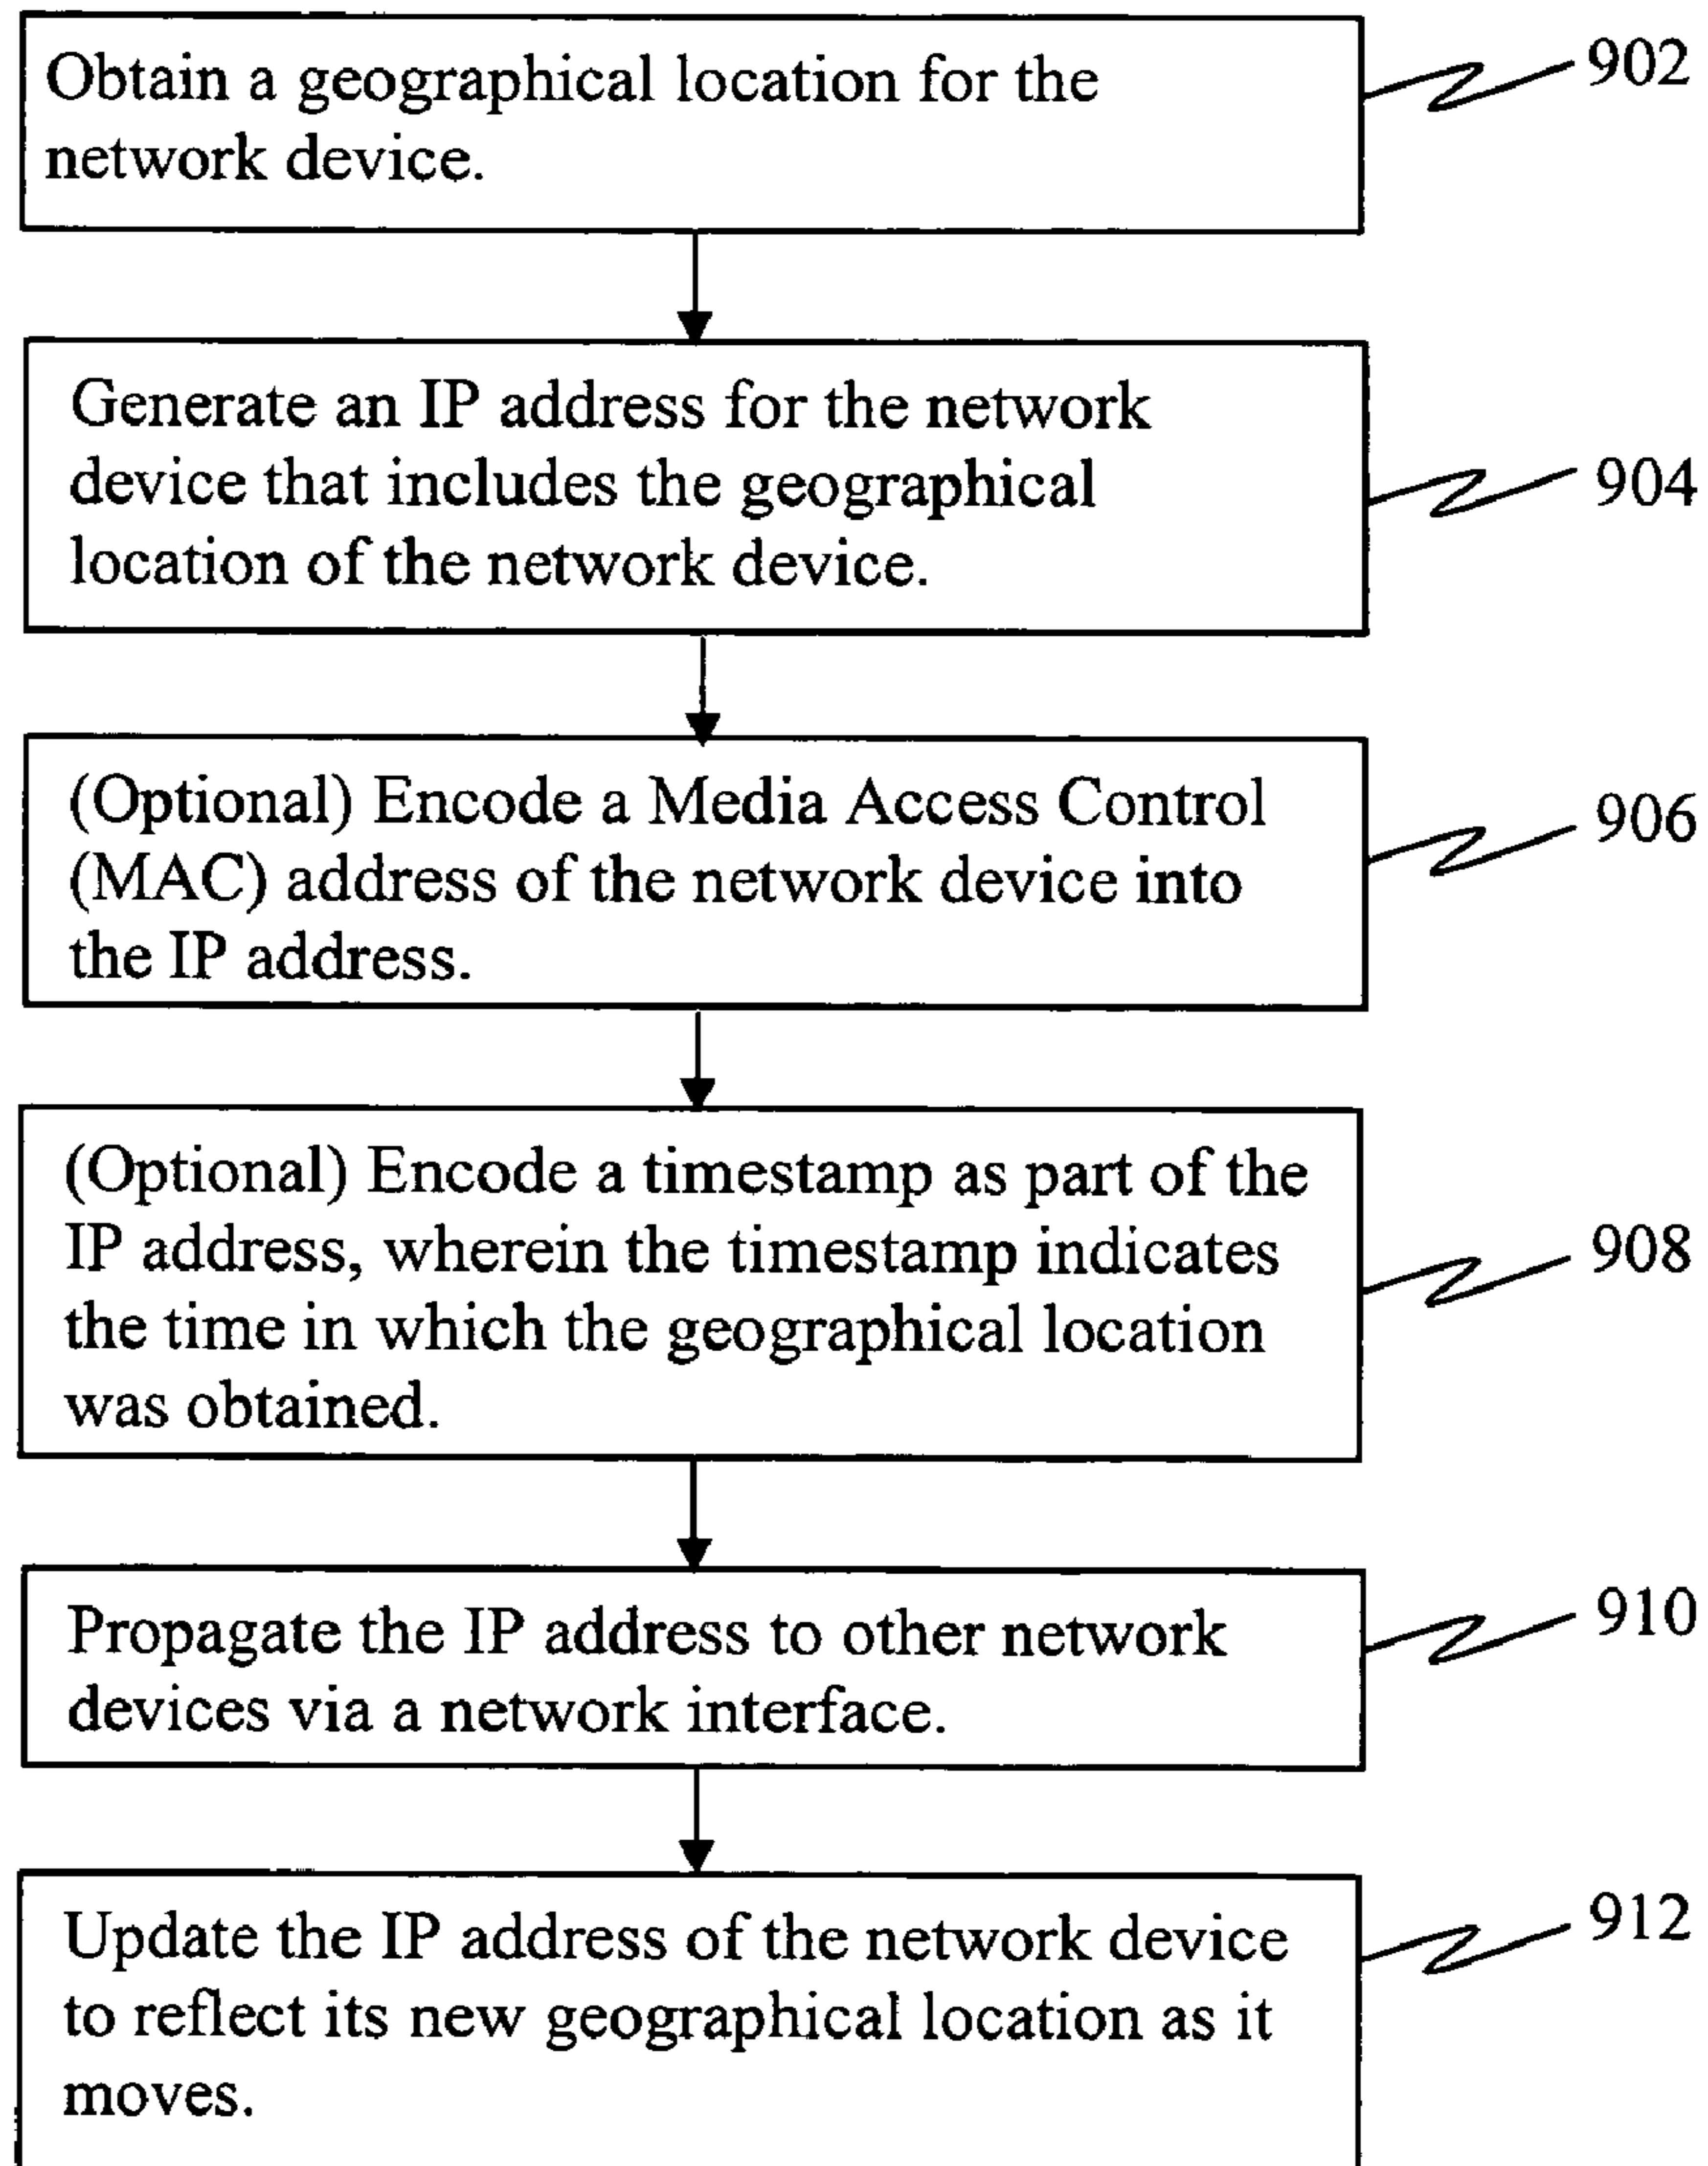 Obtain a geographical location for the
network device.
902
Generate an IP address for the network
device that includes the geographical
location of the network device.
904
(Optional) Encode a Media Access Control
(MAC) address of the network device into
the IP address.
906
(Optional) Encode a timestamp as part of the
IP address, wherein the timestamp indicates
the time in which the geographical location
was obtained.
908
Propagate the IP address to other network
devices via a network interface.
910
Update the IP address of the network device
to reflect its new geographical location as it
moves.
912